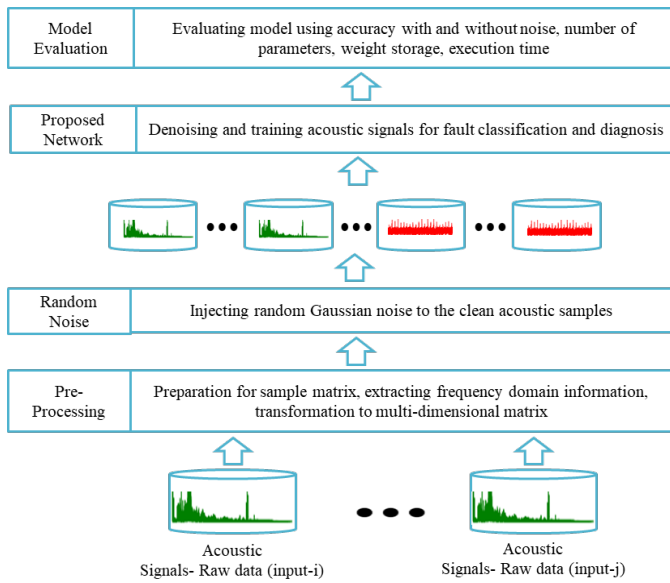 Model
Evaluation
Evaluating model using accuracy with and without noise, number of
parameters, weight storage, execution time
Proposed
Network
Denoising and training acoustic signals for fault classification and diagnosis
Random
Noise
Injecting random Gaussian noise to the clean acoustic samples
Pre-
Processing
Preparation for sample matrix, extracting frequency domain information,
transformation to multi-dimensional matrix
Acoustic
Signals- Raw data (input-i)
Acoustic
Signals- Raw data (input-j)